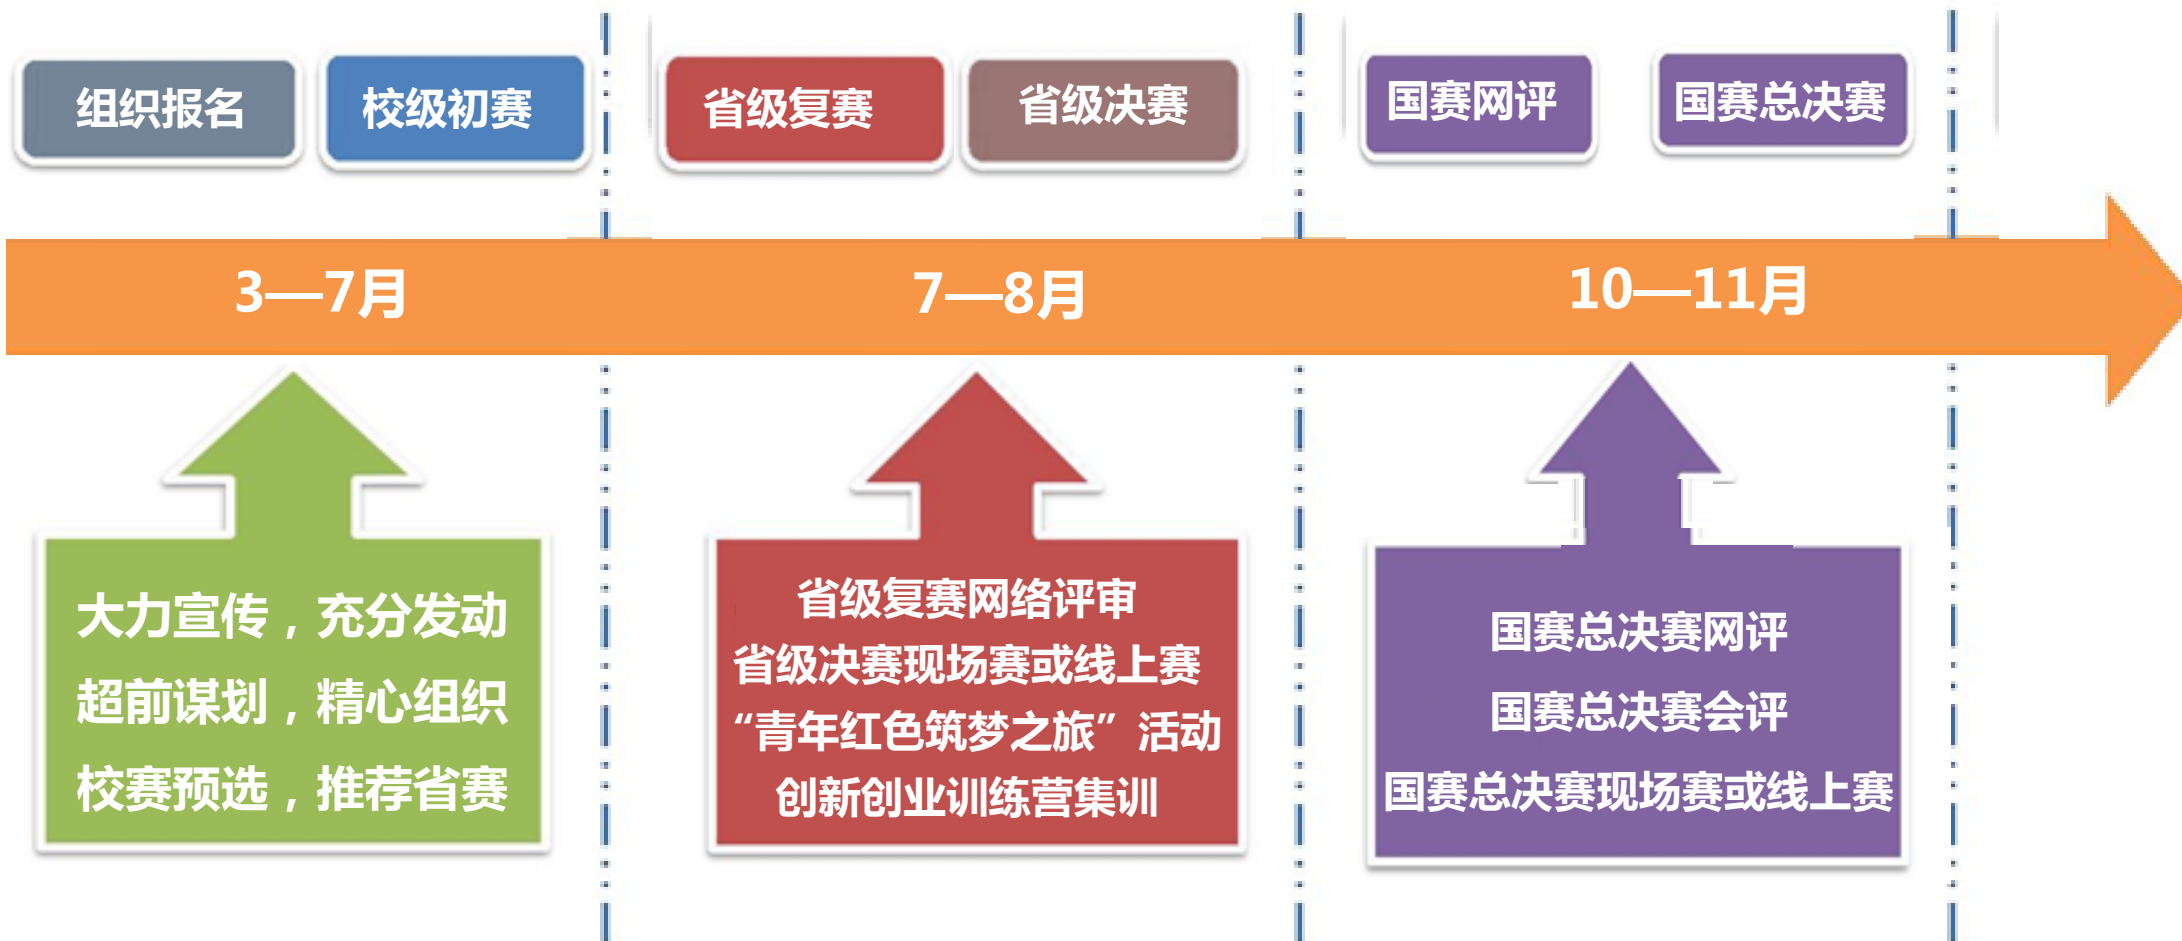 组织报名
校级初赛
省级复赛
省级决赛
国赛网评
国赛总决赛
3—7月
7—8月
10—11月
大力宣传，充分发动
超前谋划，精心组织
校赛预选，推荐省赛
省级复赛网络评审
省级决赛现场赛或线上赛
“青年红色筑梦之旅”活动
创新创业训练营集训
国赛总决赛网评
国赛总决赛会评
国赛总决赛现场赛或线上赛